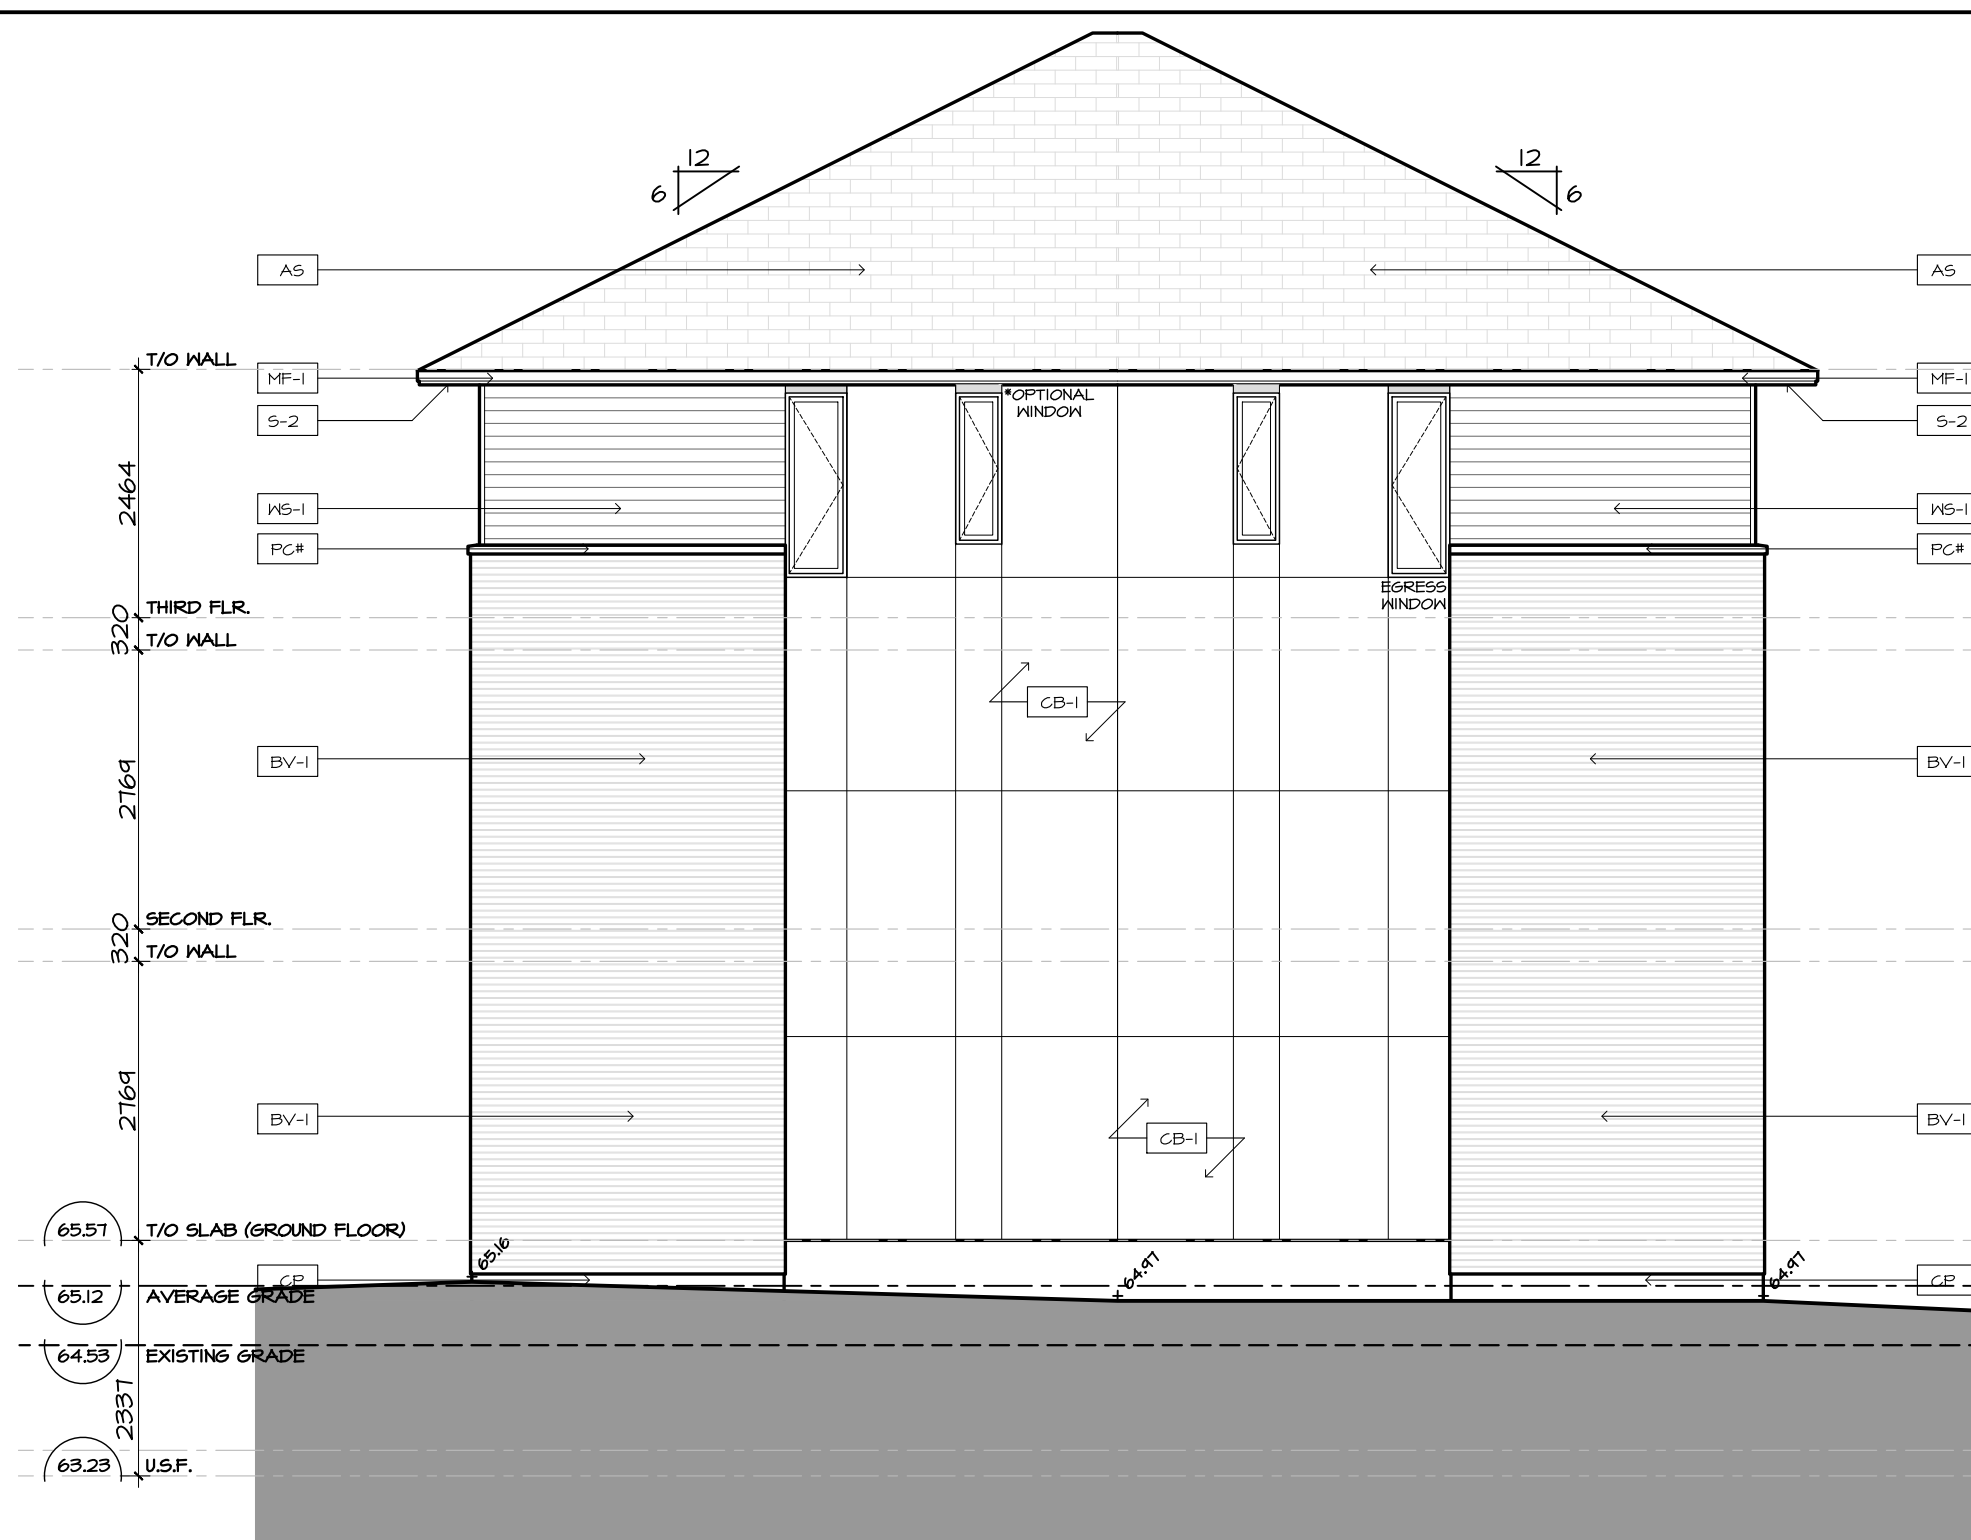 12
6
12
6
AS
AS
T/O WALL
MF-1
MF-1
*OPTIONAL
WINDOW
S-2
S-2
2464
WS-1
WS-1
PC#
PC#
EGRESS
WINDOW
THIRD FLR.
320
T/O WALL
CB-1
BV-1
BV-1
2769
SECOND FLR.
320
T/O WALL
2769
BV-1
BV-1
CB-1
65.57
T/O SLAB (GROUND FLOOR)
65.16
64.97
64.97
CP
CP
65.12
AVERAGE GRADE
64.53
EXISTING GRADE
2337
63.23
U.S.F.